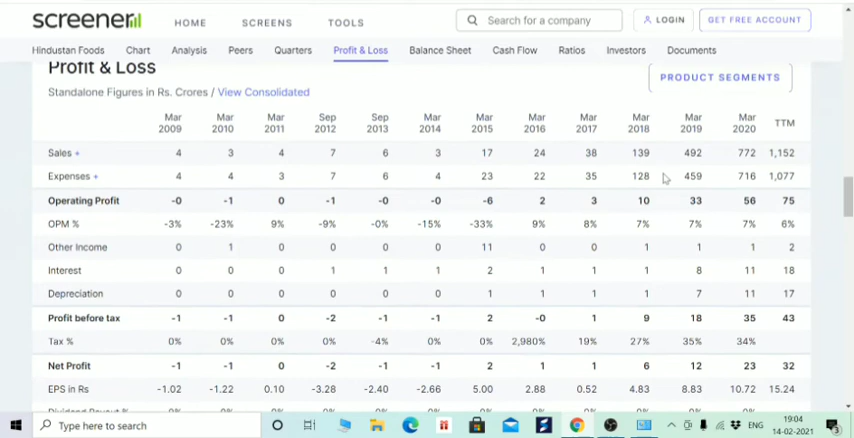 screener
HOME SCREENS TOOLS
Search for a company
LOGIN
GET FREE ACCOUNT
Hindustan Foods Chart Analysis Peers Quarters Profit & Loss Balance Sheet Cash Flow Ratios Investors Documents
Profit & Loss
PRODUCT SEGMENTS
Standalone Figures in Rs. Crores / View Consolidated
Mar 2009 Mar 2010 Mar 2011 Sep 2012 Sep 2013 Mar 2014 Mar 2015 Mar 2016 Mar 2017 Mar 2018 Mar 2019 Mar 2020 TTM
Sales + 4 3 4 7 6 3 17 24 38 139 492 772 1,152
Expenses + 4 4 3 7 6 4 23 22 35 128 459 716 1,077
Operating Profit -0 -1 0 -1 -0 -0 -6 2 3 10 33 56 75
OPM % -3% -23% 9% -9% -0% -15% -33% 9% 8% 7% 7% 7% 6%
Other Income 0 1 0 0 0 0 11 0 0 1 1 1 2
Interest 0 0 0 1 1 1 2 1 1 1 8 11 18
Depreciation 0 0 0 0 0 0 1 1 1 1 7 11 17
Profit before tax -1 -1 0 -2 -1 -1 2 -0 1 9 18 35 43
Tax % 0% 0% 0% 0% -4% 0% 0% 2,980% 19% 27% 35% 34%
Net Profit -1 -1 0 -2 -1 -1 2 1 1 6 12 23 32
EPS in Rs -1.02 -1.22 0.10 -3.28 -2.40 -2.66 5.00 2.88 0.52 4.83 8.83 10.72 15.24
Type here to search
ENG
19:04
14-02-2021
3